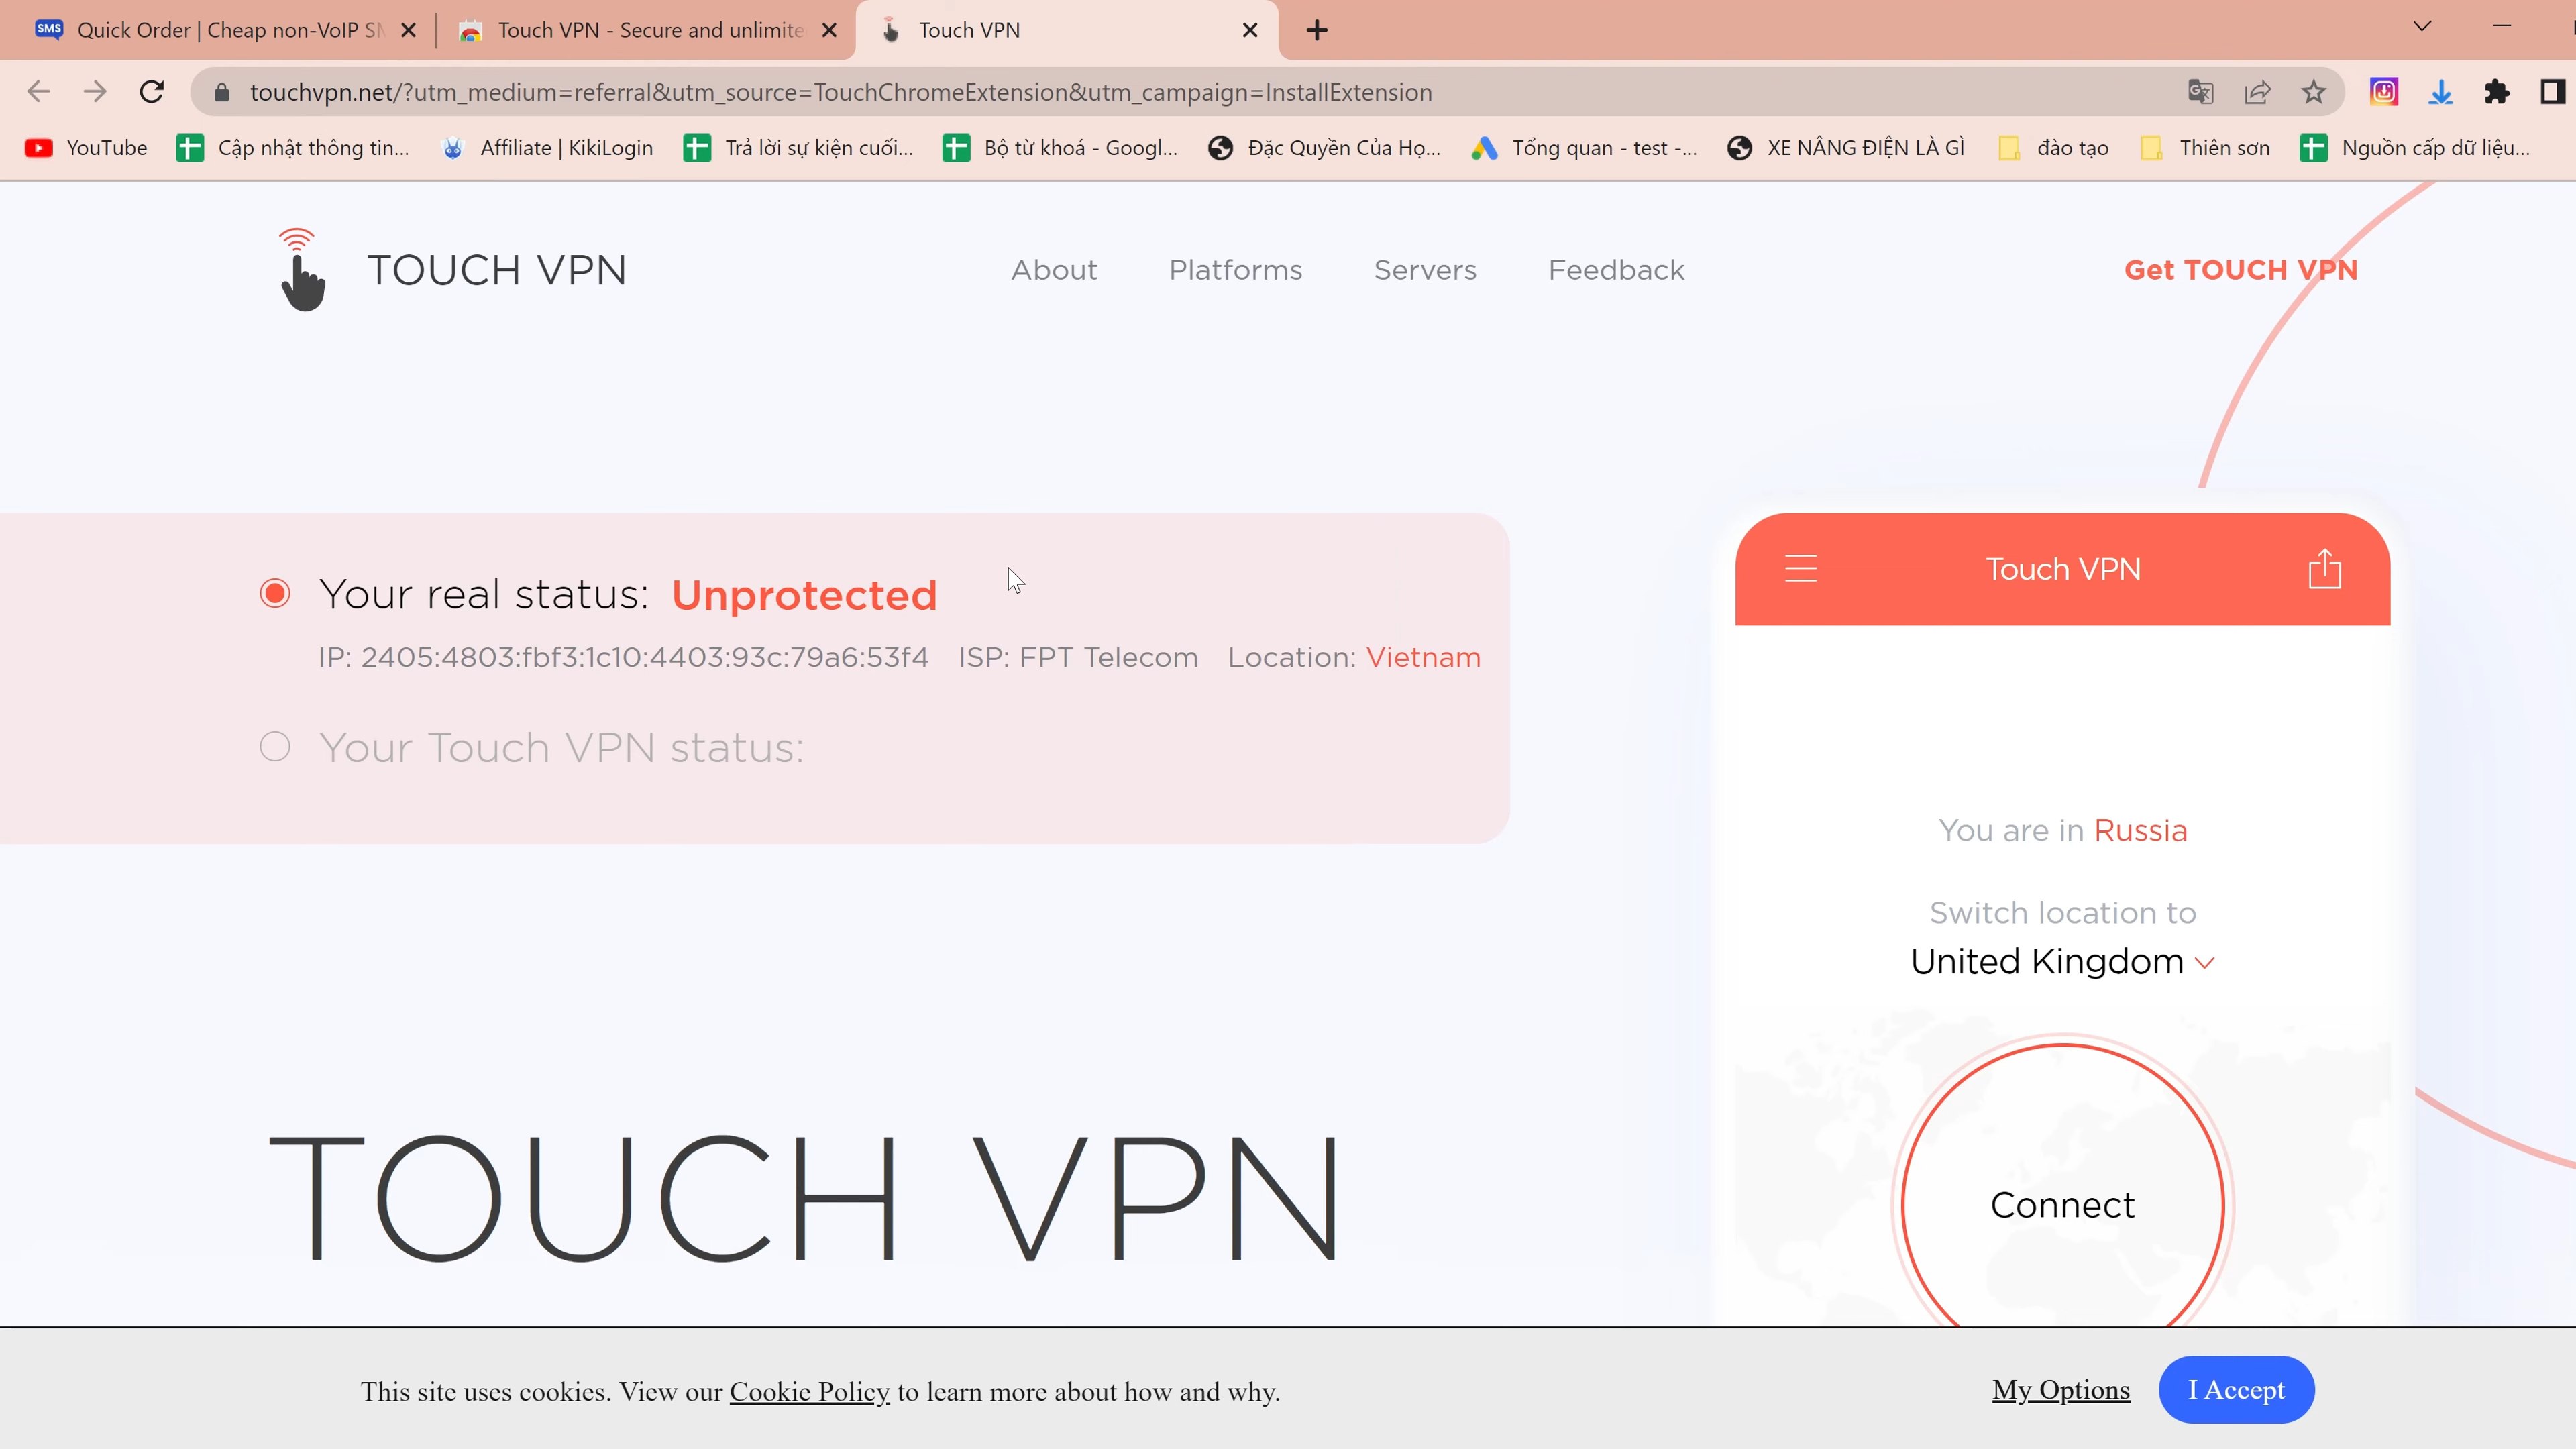 SMS Quick Order | Cheap non-VoIP SM
Touch VPN - Secure and unlimite
Touch VPN
touchvpn.net/?utm_medium=referral&utm_source=TouchChromeExtension&utm_campaign=InstallExtension
YouTube
Cập nhật thông tin...
Affiliate | KikiLogin
Trả lời sự kiện cuối...
Bộ từ khoá - Googl...
Đặc Quyền Của Họ...
Tổng quan - test -...
XE NÂNG ĐIỆN LÀ GÌ
đào tạo
Thiên sơn
Nguồn cấp dữ liệu...
TOUCH VPN
About
Platforms
Servers
Feedback
Get TOUCH VPN
Your real status: Unprotected
IP: 2405:4803:fbf3:1c10:4403:93c:79a6:53f4 ISP: FPT Telecom Location: Vietnam
Your Touch VPN status:
Touch VPN
You are in Russia
Switch location to
United Kingdom
Connect
TOUCH VPN
This site uses cookies. View our Cookie Policy to learn more about how and why.
My Options
I Accept